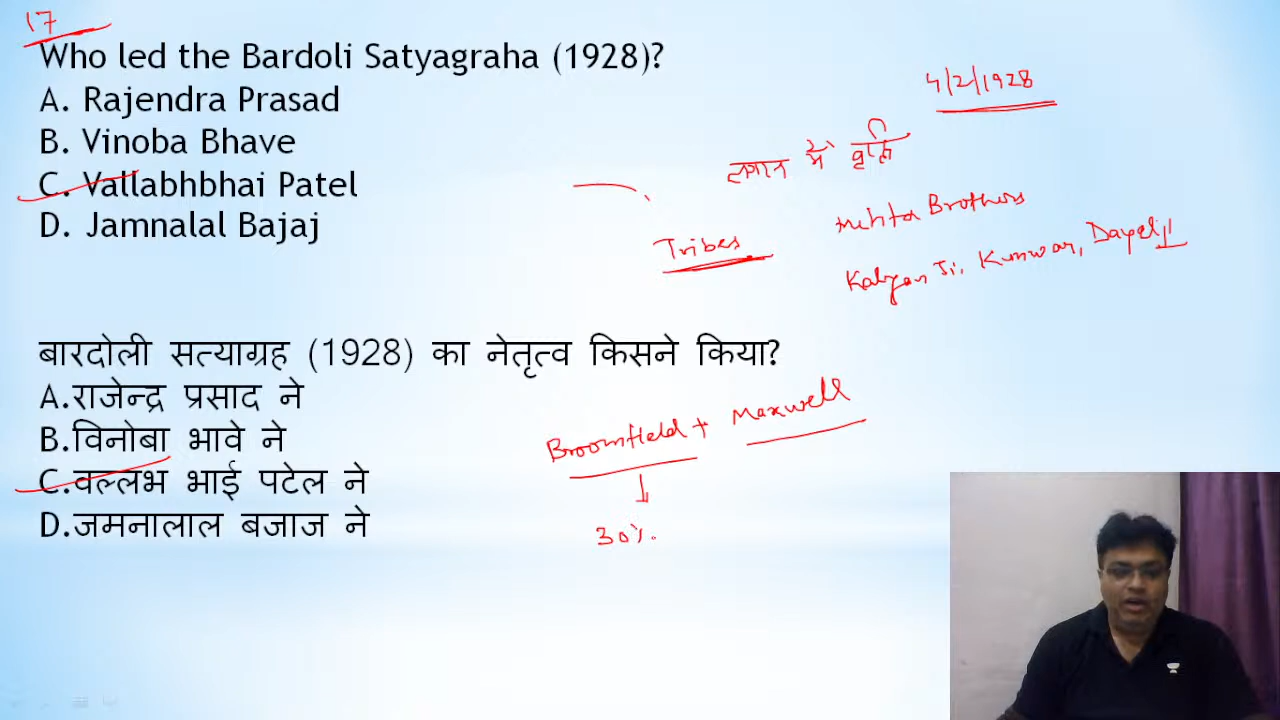 17
Who led the Bardoli Satyagraha (1928)?
A. Rajendra Prasad
B. Vinoba Bhave
C. Vallabhbhai Patel
D. Jamnalal Bajaj
4/2/1928
लगान में वृद्धि
Mehta Brothers
Tribes
Kalyan Ji, Kunwar, Dayalji
बारदोली सत्याग्रह (1928) का नेतृत्व किसने किया?
A.राजेन्द्र प्रसाद ने
B.विनोबा भावे ने
C.वल्लभ भाई पटेल ने
D.जमनालाल बजाज ने
Broomfield + Maxwell
30%.